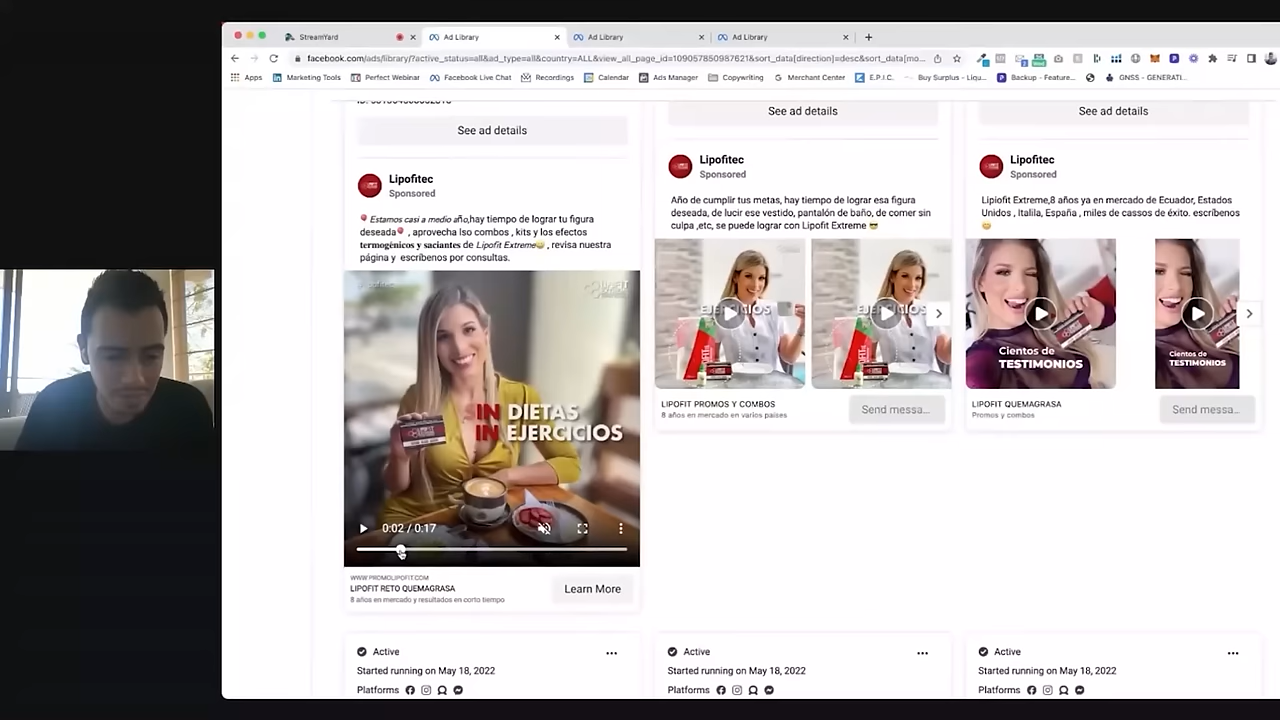 StreamYard
Ad Library
Ad Library
Ad Library
facebook.com/ads/library/?active_status=all&ad_type=all&country=ALL&view_all_page_id=109057850987621&sort_data[direction]=desc&sort_data[mo...
Apps
Marketing Tools
Perfect Webinar
Facebook Live Chat
Recordings
Calendar
Ads Manager
Copywriting
Merchant Center
E.P.I.C.
Buy Surplus - Liqu...
Backup - Feature...
GNSS - GENERATI...
See ad details
See ad details
See ad details
Lipofitec
Sponsored
Estamos casi a medio año,hay tiempo de lograr tu figura
deseada , aprovecha lso combos , kits y los efectos
termogénicos y saciantes de Lipofit Extreme , revisa nuestra
página y escríbenos por consultas.
SIN DIETAS
IN EJERCICIOS
0:02 / 0:17
WWW.PROMOLIPOFIT.COM
LIPOFIT RETO QUEMAGRASA
8 años en mercado y resultados en corto tiempo
Learn More
Lipofitec
Sponsored
Año de cumplir tus metas, hay tiempo de lograr esa figura
deseada, de lucir ese vestido, pantalón de baño, de comer sin
culpa ,etc, se puede lograr con Lipofit Extreme
EJERCICIOS
EJERCICIOS
LIPOFIT PROMOS Y COMBOS
8 años en mercado en varios países
Send messa...
Lipofitec
Sponsored
Lipiofit Extreme,8 años ya en mercado de Ecuador, Estados
Unidos , Italila, España , miles de cassos de éxito. escríbenos
Cientos de
TESTIMONIOS
Cientos de
TESTIMONIOS
LIPOFIT QUEMAGRASA
Promos y combos
Send messa...
Active
Started running on May 18, 2022
Platforms
Active
Started running on May 18, 2022
Platforms
Active
Started running on May 18, 2022
Platforms